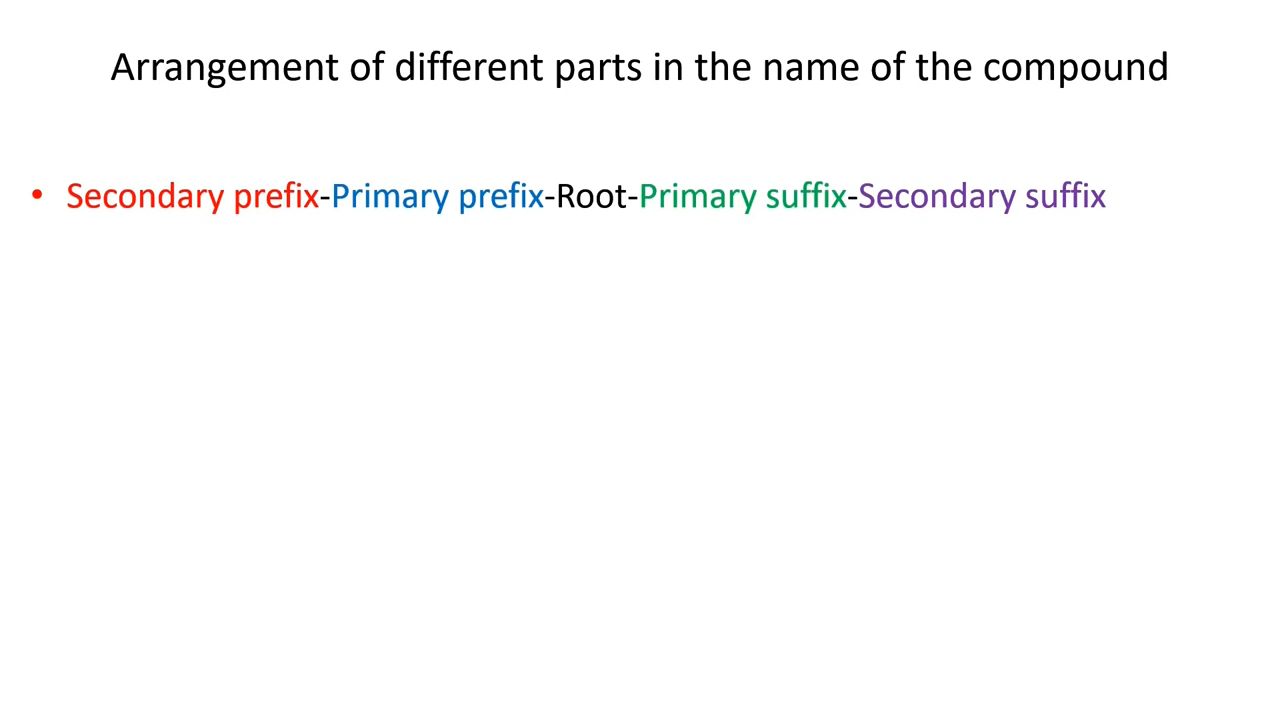 Arrangement of different parts in the name of the compound
• Secondary prefix-Primary prefix-Root-Primary suffix-Secondary suffix